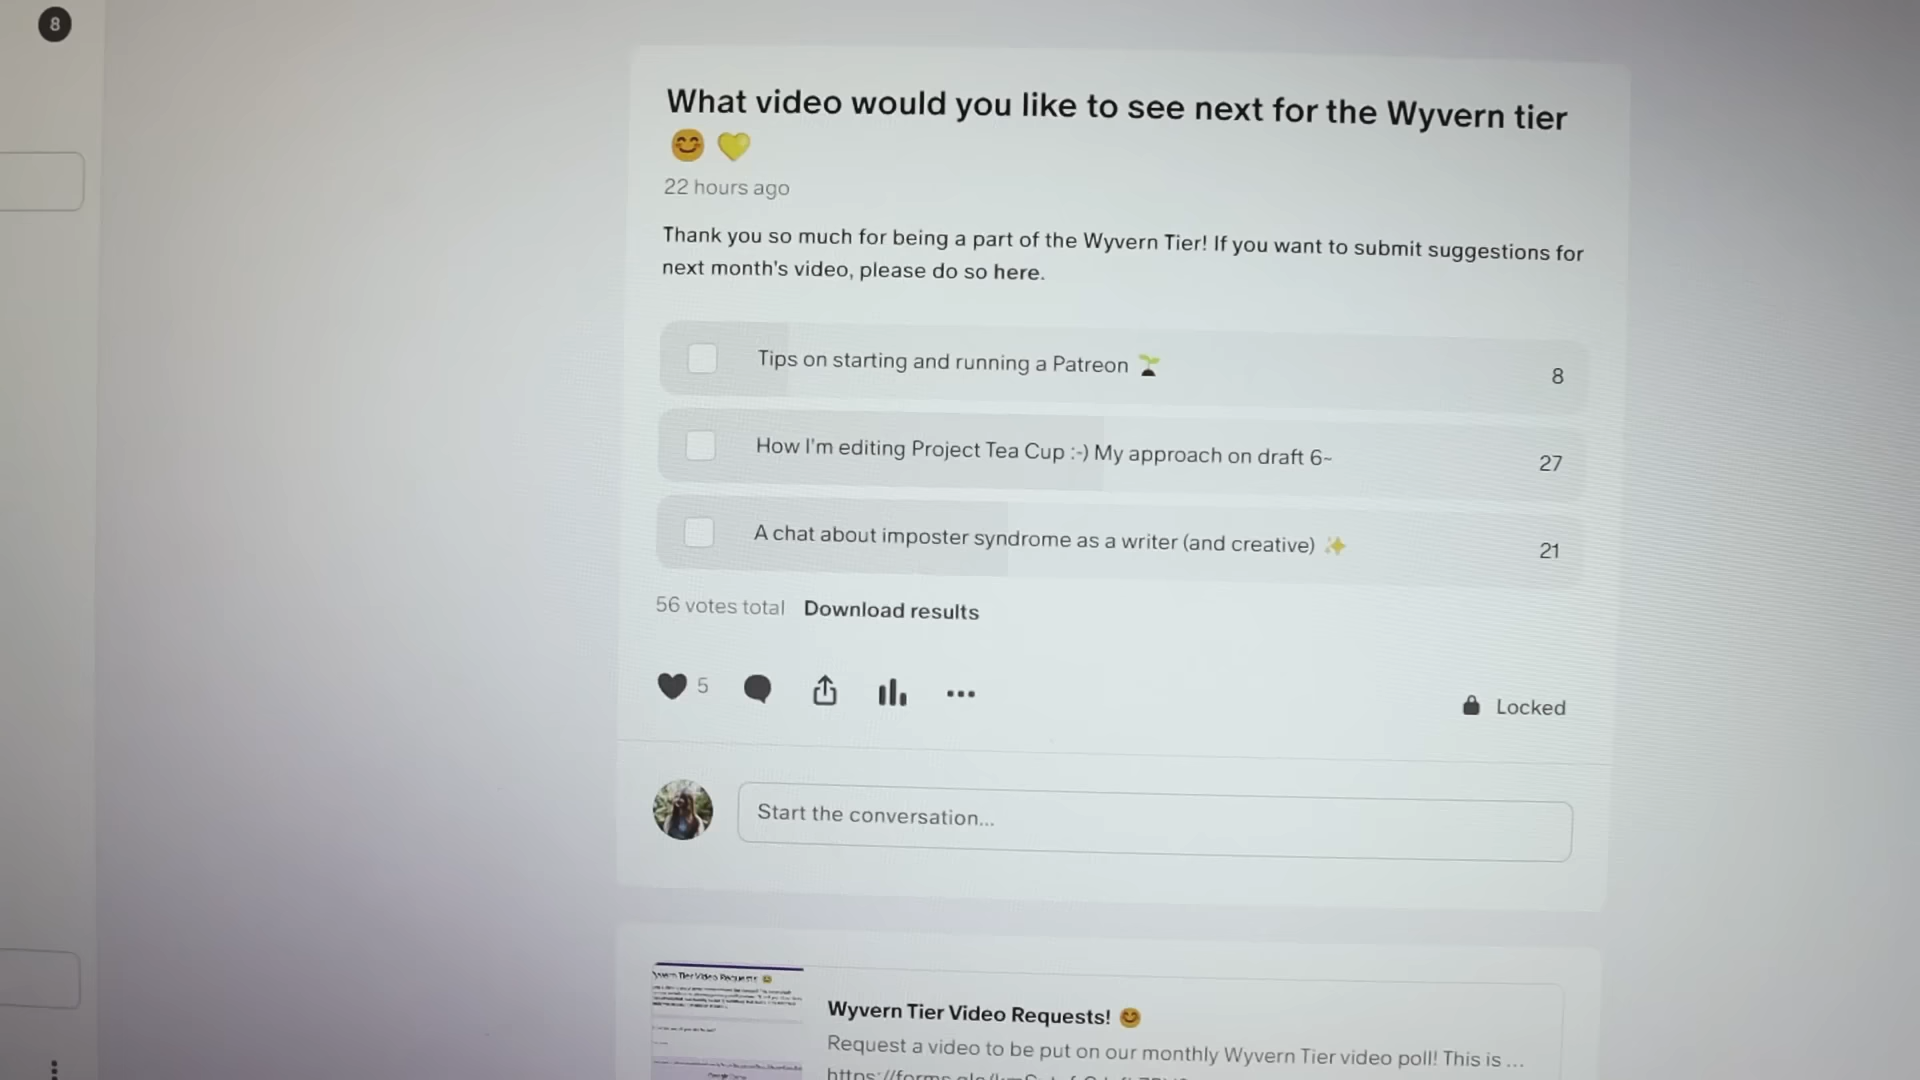 8
What video would you like to see next for the Wyvern tier
😊 💛
22 hours ago
Thank you so much for being a part of the Wyvern Tier! If you want to submit suggestions for
next month's video, please do so here.
Tips on starting and running a Patreon 🌱
8
How I'm editing Project Tea Cup :-) My approach on draft 6~
27
A chat about imposter syndrome as a writer (and creative) ✨
21
56 votes total Download results
5
Locked
Start the conversation...
Wyvern Tier Video Requests! 😊
Wyvern Tier Video Requests! 😊
Request a video to be put on our monthly Wyvern Tier video poll! This is ...